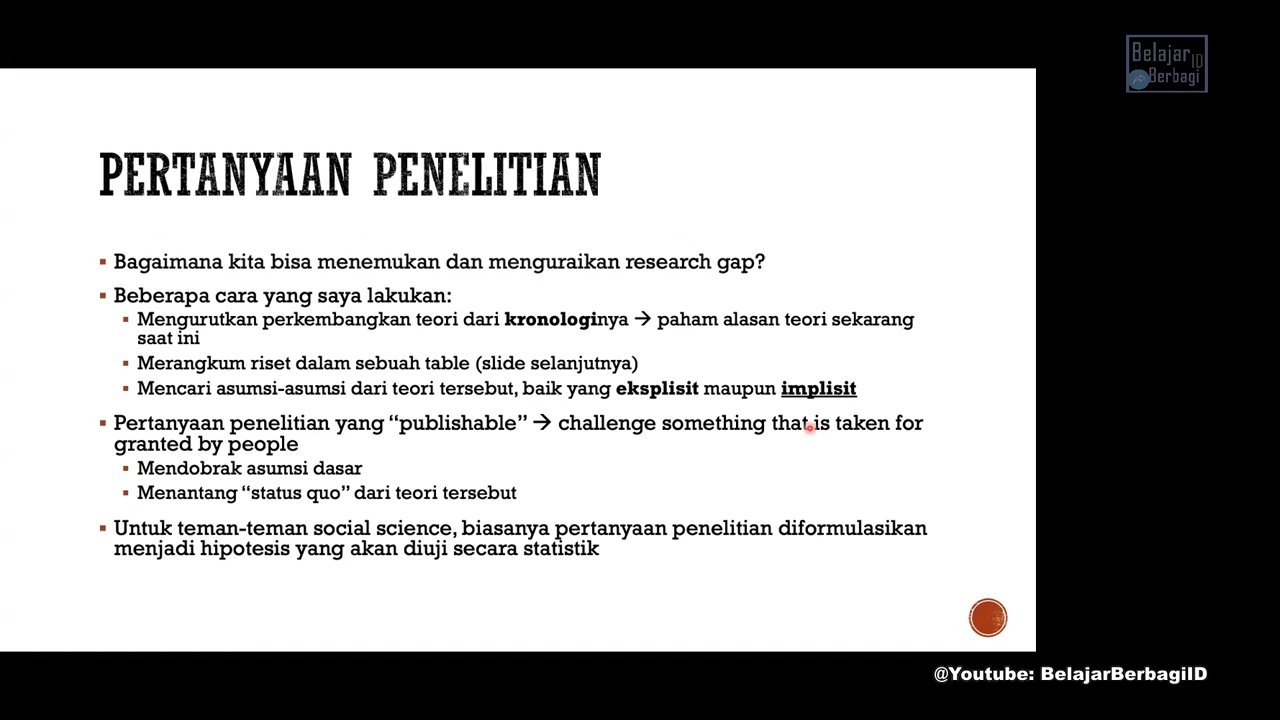 Belajar ID
Berbagi
PERTANYAAN PENELITIAN
▪ Bagaimana kita bisa menemukan dan menguraikan research gap?
▪ Beberapa cara yang saya lakukan:
▪ Mengurutkan perkembangkan teori dari kronologinya → paham alasan teori sekarang
saat ini
▪ Merangkum riset dalam sebuah table (slide selanjutnya)
▪ Mencari asumsi-asumsi dari teori tersebut, baik yang eksplisit maupun implisit
▪ Pertanyaan penelitian yang “publishable” → challenge something that is taken for
granted by people
▪ Mendobrak asumsi dasar
▪ Menantang “status quo” dari teori tersebut
▪ Untuk teman-teman social science, biasanya pertanyaan penelitian diformulasikan
menjadi hipotesis yang akan diuji secara statistik
@Youtube: BelajarBerbagiID